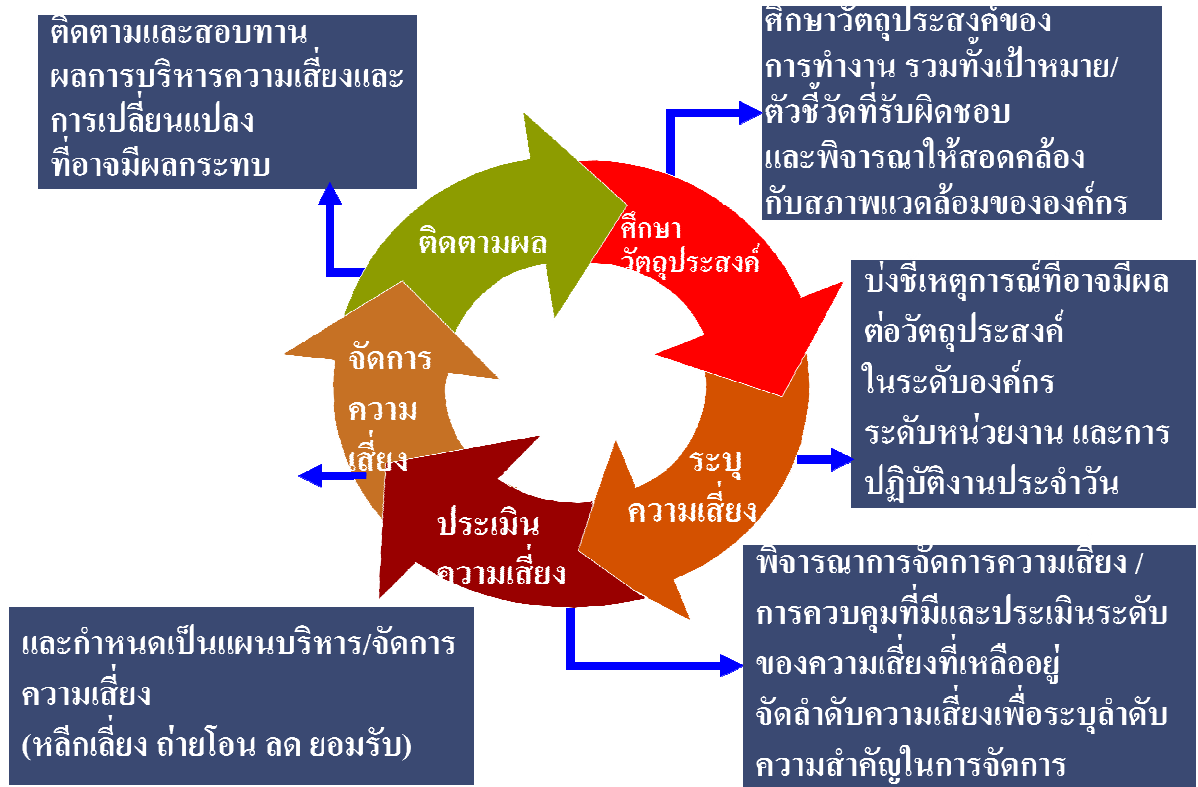 ติดตามและสอบทาน
ผลการบริหารความเสี่ยงและ
การเปลี่ยนแปลง
ที่อาจมีผลกระทบ
ศึกษาวัตถุประสงค์ของ
การทำงาน รวมทั้งเป้าหมาย/
ตัวชี้วัดที่รับผิดชอบ
และพิจารณาให้สอดคล้อง
กับสภาพแวดล้อมขององค์กร
ติดตามผล
ศึกษา
วัตถุประสงค์
บ่งชี้เหตุการณ์ที่อาจมีผล
ต่อวัตถุประสงค์
ในระดับองค์กร
ระดับหน่วยงาน และการ
ปฏิบัติงานประจำวัน
จัดการ
ความ
เสี่ยง
ระบุ
ความเสี่ยง
ประเมิน
ความเสี่ยง
พิจารณาการจัดการความเสี่ยง /
การควบคุมที่มีและประเมินระดับ
ของความเสี่ยงที่เหลืออยู่
จัดลำดับความเสี่ยงเพื่อระบุลำดับ
ความสำคัญในการจัดการ
และกำหนดเป็นแผนบริหาร/จัดการ
ความเสี่ยง
(หลีกเลี่ยง ถ่ายโอน ลด ยอมรับ)